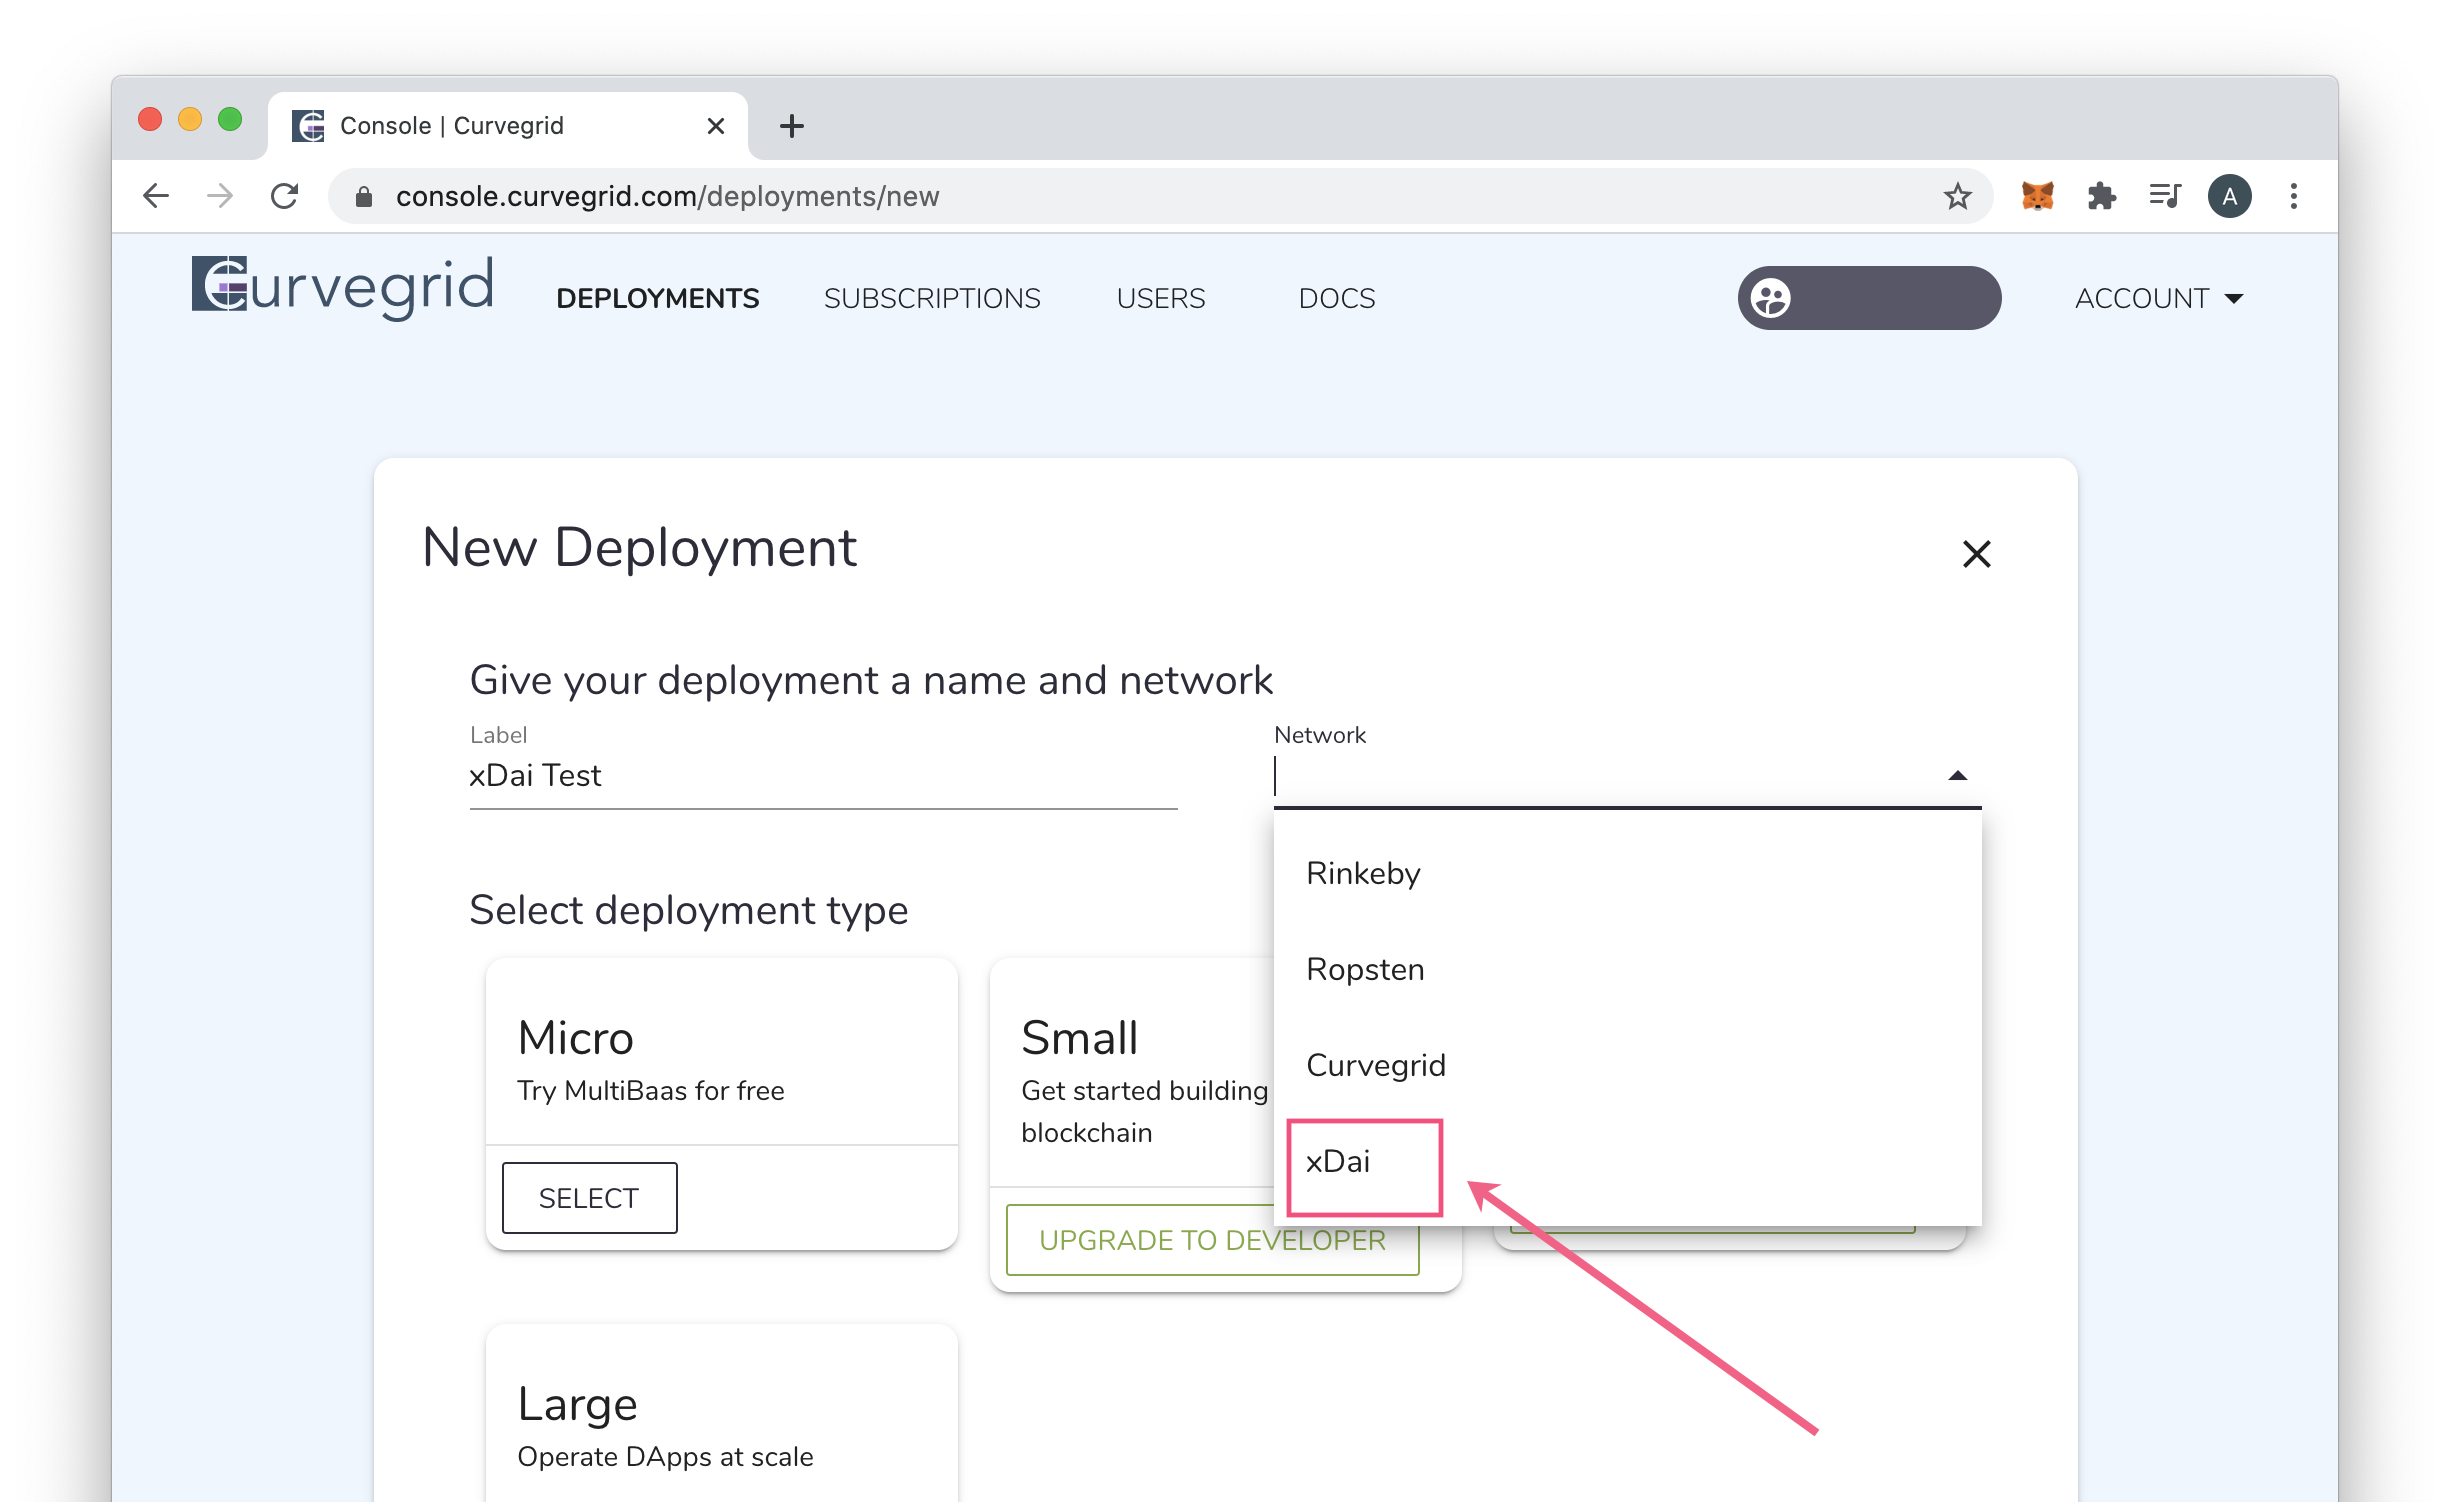 Console | Curvegrid
console.curvegrid.com/deployments/new
A
Curvegrid
DEPLOYMENTS
SUBSCRIPTIONS
USERS
DOCS
ACCOUNT
New Deployment
Give your deployment a name and network
Label
Network
xDai Test
Rinkeby
Ropsten
Curvegrid
xDai
Select deployment type
Micro
Try MultiBaas for free
SELECT
Small
Get started building
blockchain
UPGRADE TO DEVELOPER
Large
Operate DApps at scale